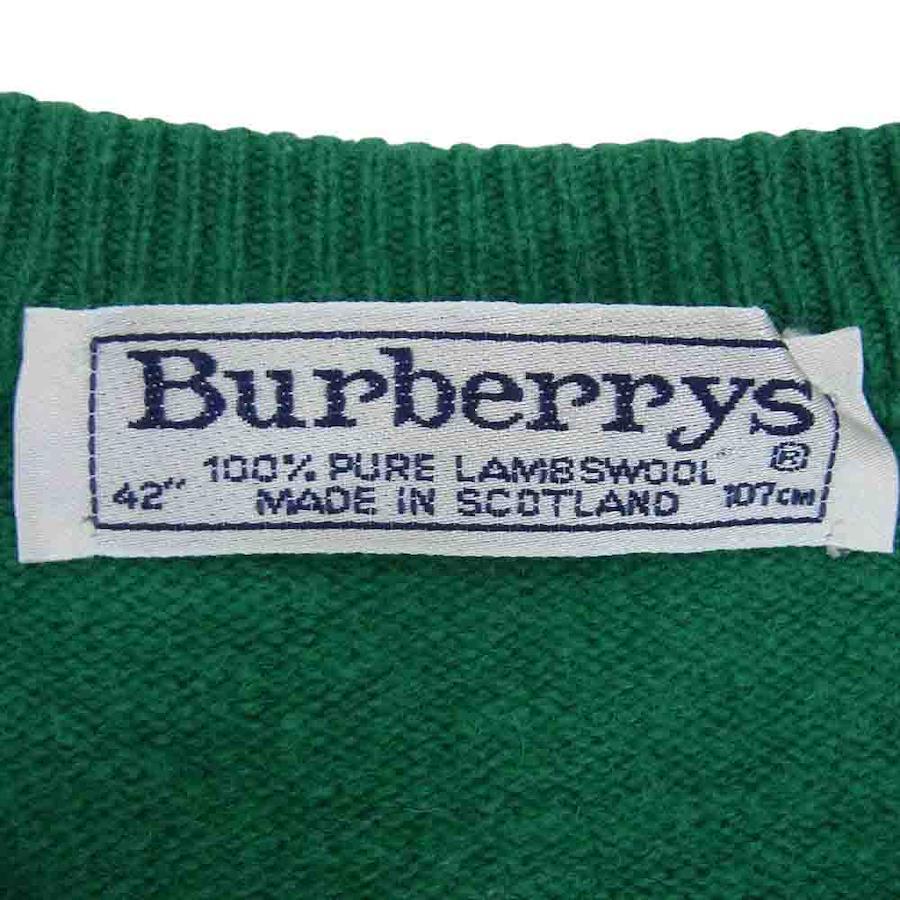 Burberrys
®
100% PURE LAMBSWOOL
42" MADE IN SCOTLAND 107CM